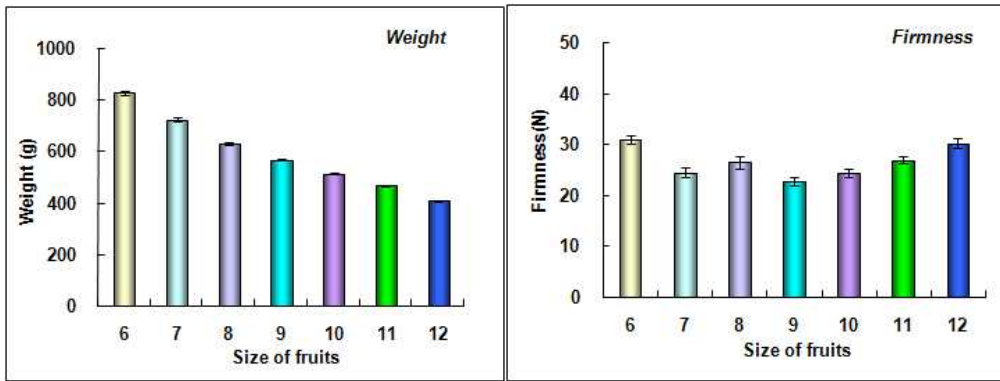 Weight
1000
800
600
400
200
0
Weight (g)
6 7 8 9 10 11 12
Size of fruits
Firmness
50
40
30
20
10
0
Firmness(N)
6 7 8 9 10 11 12
Size of fruits